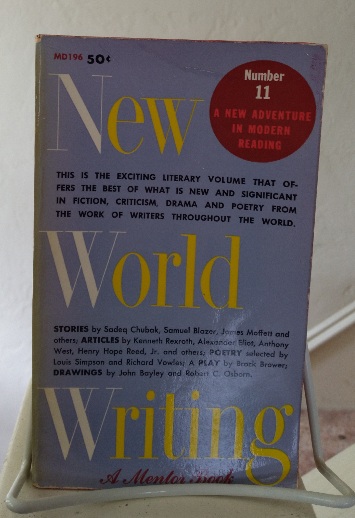 MD196 50¢
Number
11
A NEW ADVENTURE
IN MODERN
READING
New
THIS IS THE EXCITING LITERARY VOLUME THAT OF-
FERS THE BEST OF WHAT IS NEW AND SIGNIFICANT
IN FICTION, CRITICISM, DRAMA AND POETRY FROM
THE WORK OF WRITERS THROUGHOUT THE WORLD.
World
STORIES by Sadeq Chubak, Samuel Blazer, James Moffett and
others; ARTICLES by Kenneth Rexroth, Alexander Eliot, Anthony
West, Henry Hope Reed, Jr. and others; POETRY selected by
Louis Simpson and Richard Vowles; A PLAY by Brock Brower;
DRAWINGS by John Bayley and Robert C. Osborn.
Writing
A Mentor Book